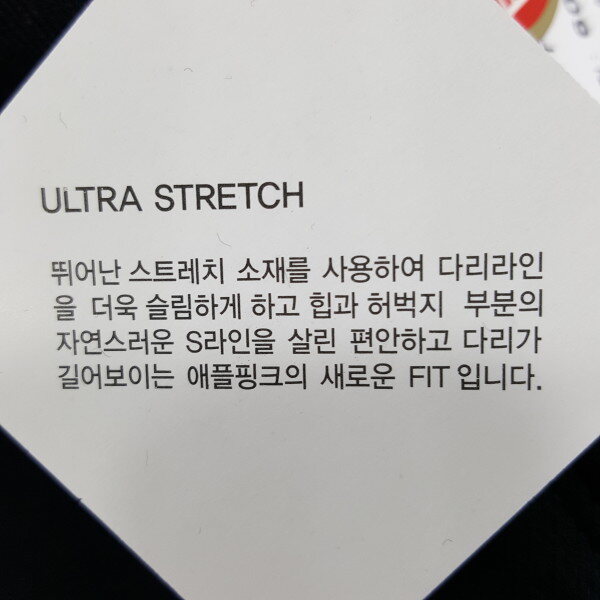 ULTRA STRETCH
뛰어난 스트레치 소재를 사용하여 다리라인
을 더욱 슬림하게 하고 힙과 허벅지 부분의
자연스러운 S라인을 살린 편안하고 다리가
길어보이는 애플핑크의 새로운 FIT 입니다.